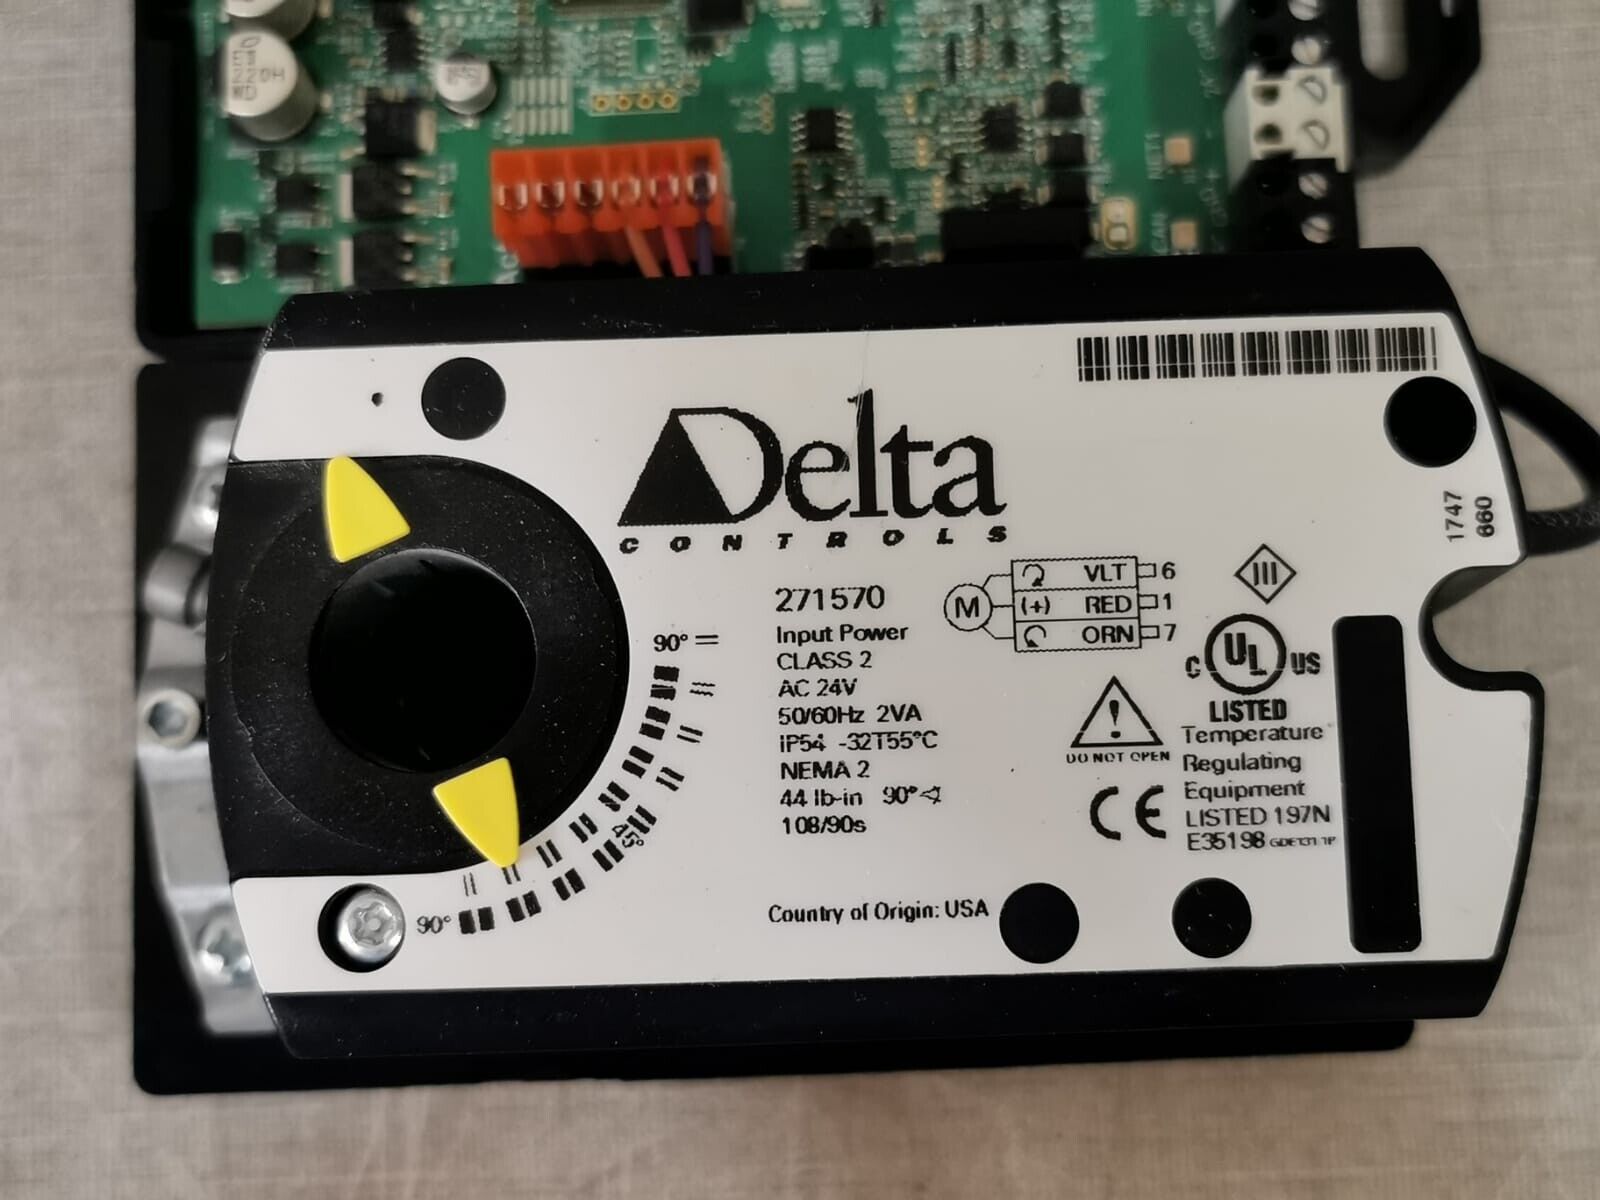 220H
Delta
CONTROLS
1747
660
271570
Input Power
CLASS 2
AC 24V
50/60Hz 2VA
IP54 -32T55°C
NEMA 2
44 lb-in 90°
108/90s
M
VLT 6
(+) RED 1
ORN 7
DO NOT OPEN
C UL US
LISTED
Temperature
Regulating
Equipment
LISTED 197N
E35198
CE
90°
45°
90°
Country of Origin: USA